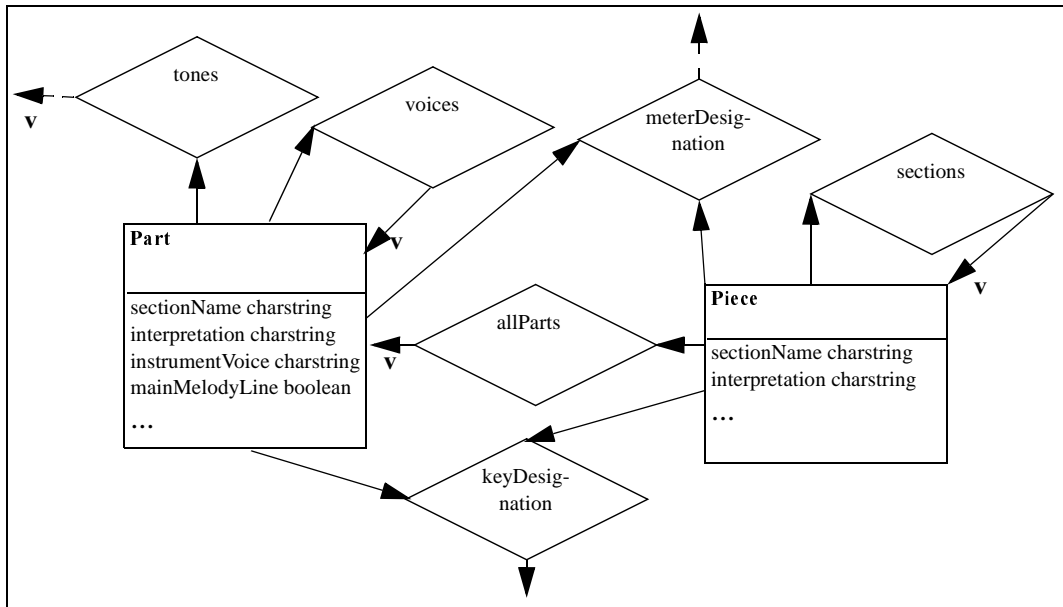 tones
v
voices
v
meterDesig-
nation
sections
v
Part
sectionName charstring
interpretation charstring
instrumentVoice charstring
mainMelodyLine boolean
...
allParts
v
Piece
sectionName charstring
interpretation charstring
...
keyDesig-
nation